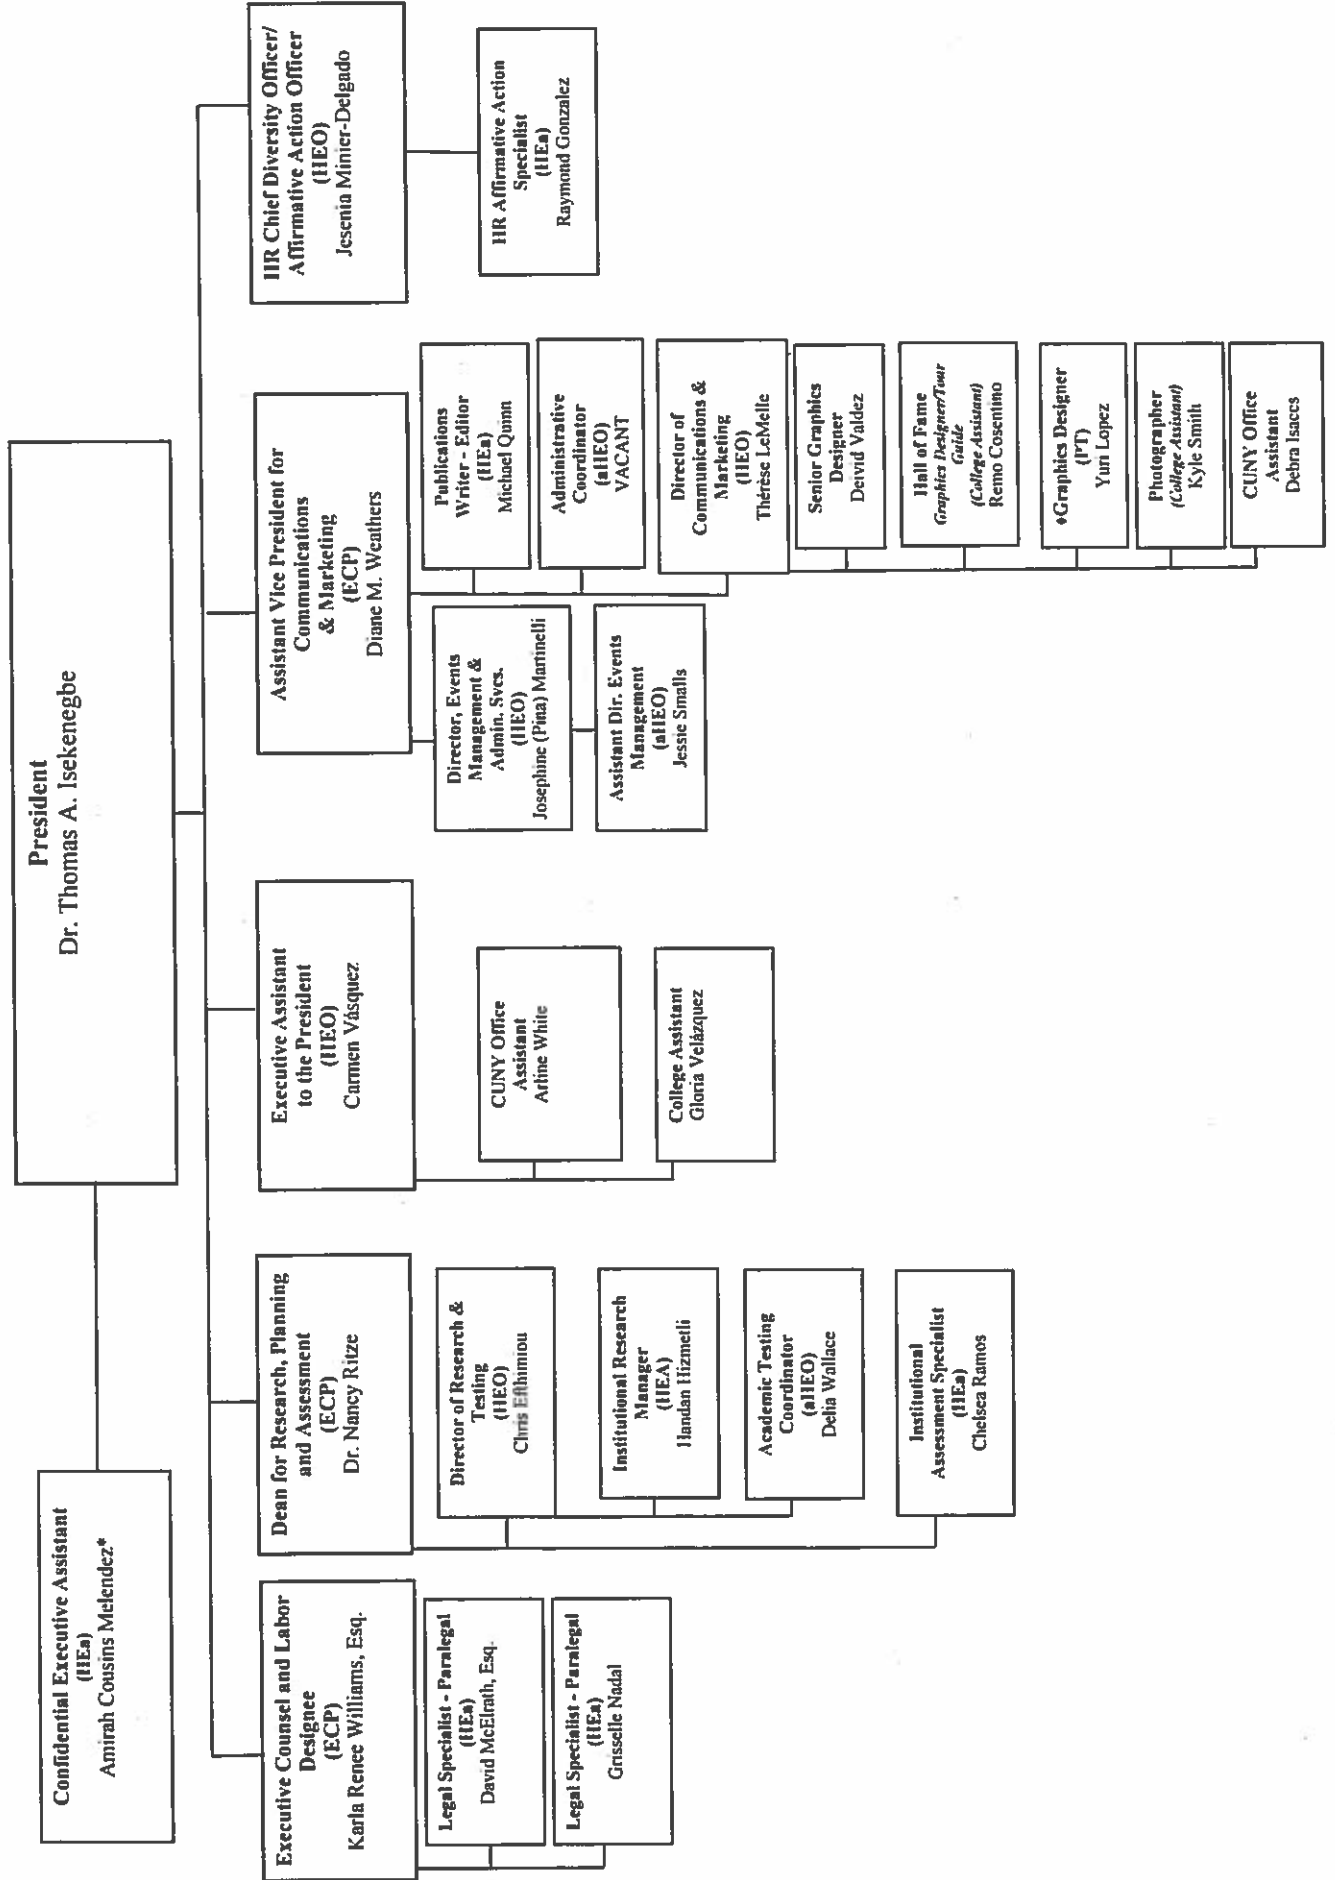 President
Dr. Thomas A. Isekenegbe
Confidential Executive Assistant
(HEa)
Amirah Cousins Melendez*
Executive Counsel and Labor
Designee
(ECP)
Karla Renee Williams, Esq.
Legal Specialist - Paralegal
(HEa)
David McElrath, Esq.
Legal Specialist - Paralegal
(HEa)
Grisselle Nadal
Dean for Research, Planning
and Assessment
(ECP)
Dr. Nancy Ritze
Director of Research &
Testing
(HEO)
Chris Efthimiou
Institutional Research
Manager
(HEA)
Handan Hizmetli
Academic Testing
Coordinator
(aHEO)
Delia Wallace
Institutional
Assessment Specialist
(HEa)
Chelsea Ramos
Executive Assistant
to the President
(HEO)
Carmen Vásquez
CUNY Office
Assistant
Arline White
College Assistant
Gloria Velázquez
Assistant Vice President for
Communications
& Marketing
(ECP)
Diane M. Weathers
Director, Events
Management &
Admin. Svcs.
(HEO)
Josephine (Pina) Martinelli
Assistant Dir. Events
Management
(aHEO)
Jessie Smalls
Publications
Writer - Editor
(HEa)
Michael Quinn
Administrative
Coordinator
(aHEO)
VACANT
Director of
Communications &
Marketing
(HEO)
Thérèse LeMelle
Senior Graphics
Designer
Deivid Valdez
Hall of Fame
Graphics Designer/Tour
Guide
(College Assistant)
Remo Cosentino
♦Graphics Designer
(PT)
Yuri Lopez
Photographer
(College Assistant)
Kyle Smith
CUNY Office
Assistant
Debra Isaccs
HR Chief Diversity Officer/
Affirmative Action Officer
(HEO)
Jesenia Minier-Delgado
HR Affirmative Action
Specialist
(HEa)
Raymond Gonzalez